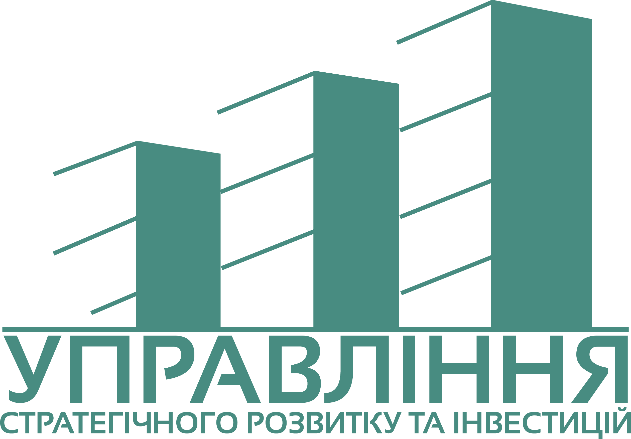 УПРАВЛІННЯ
СТРАТЕГІЧНОГО РОЗВИТКУ ТА ІНВЕСТИЦІЙ